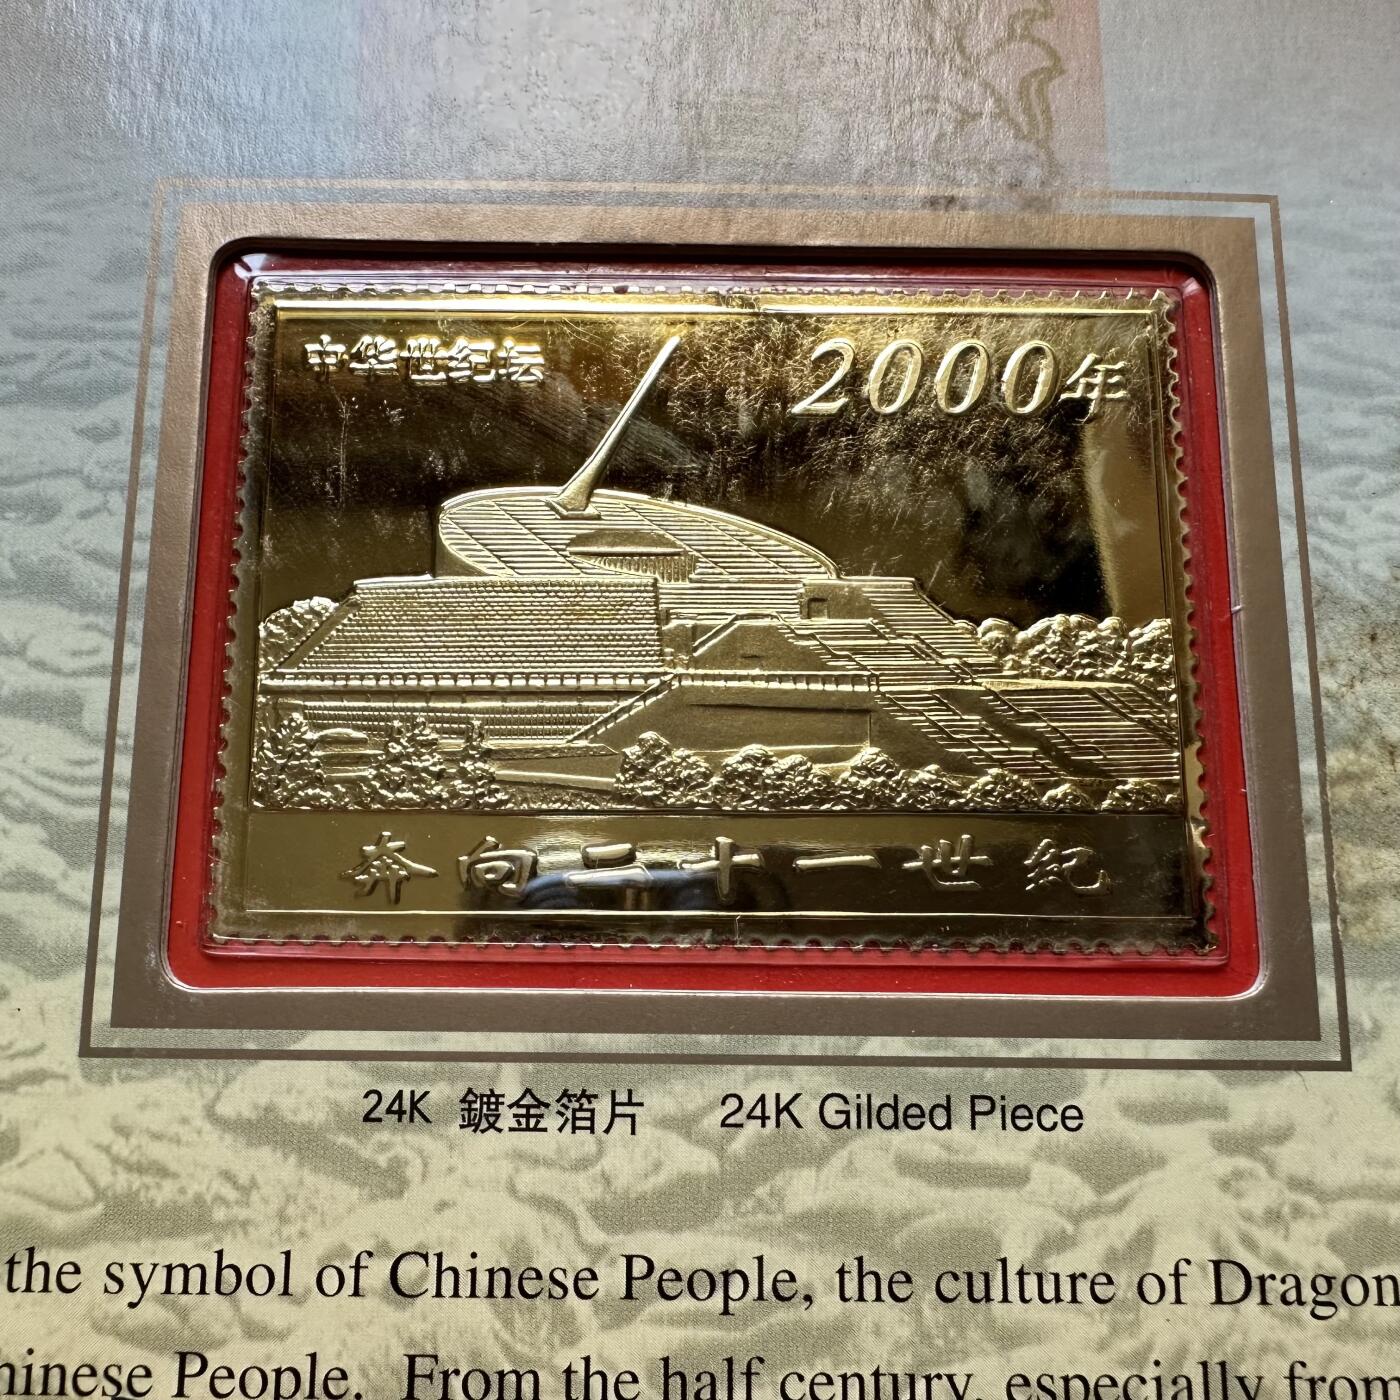 中华世纪坛
2000年
奔向二十一世纪
24K 鍍金箔片 24K Gilded Piece
the symbol of Chinese People, the culture of Dragon
hinese People. From the half century, especially from